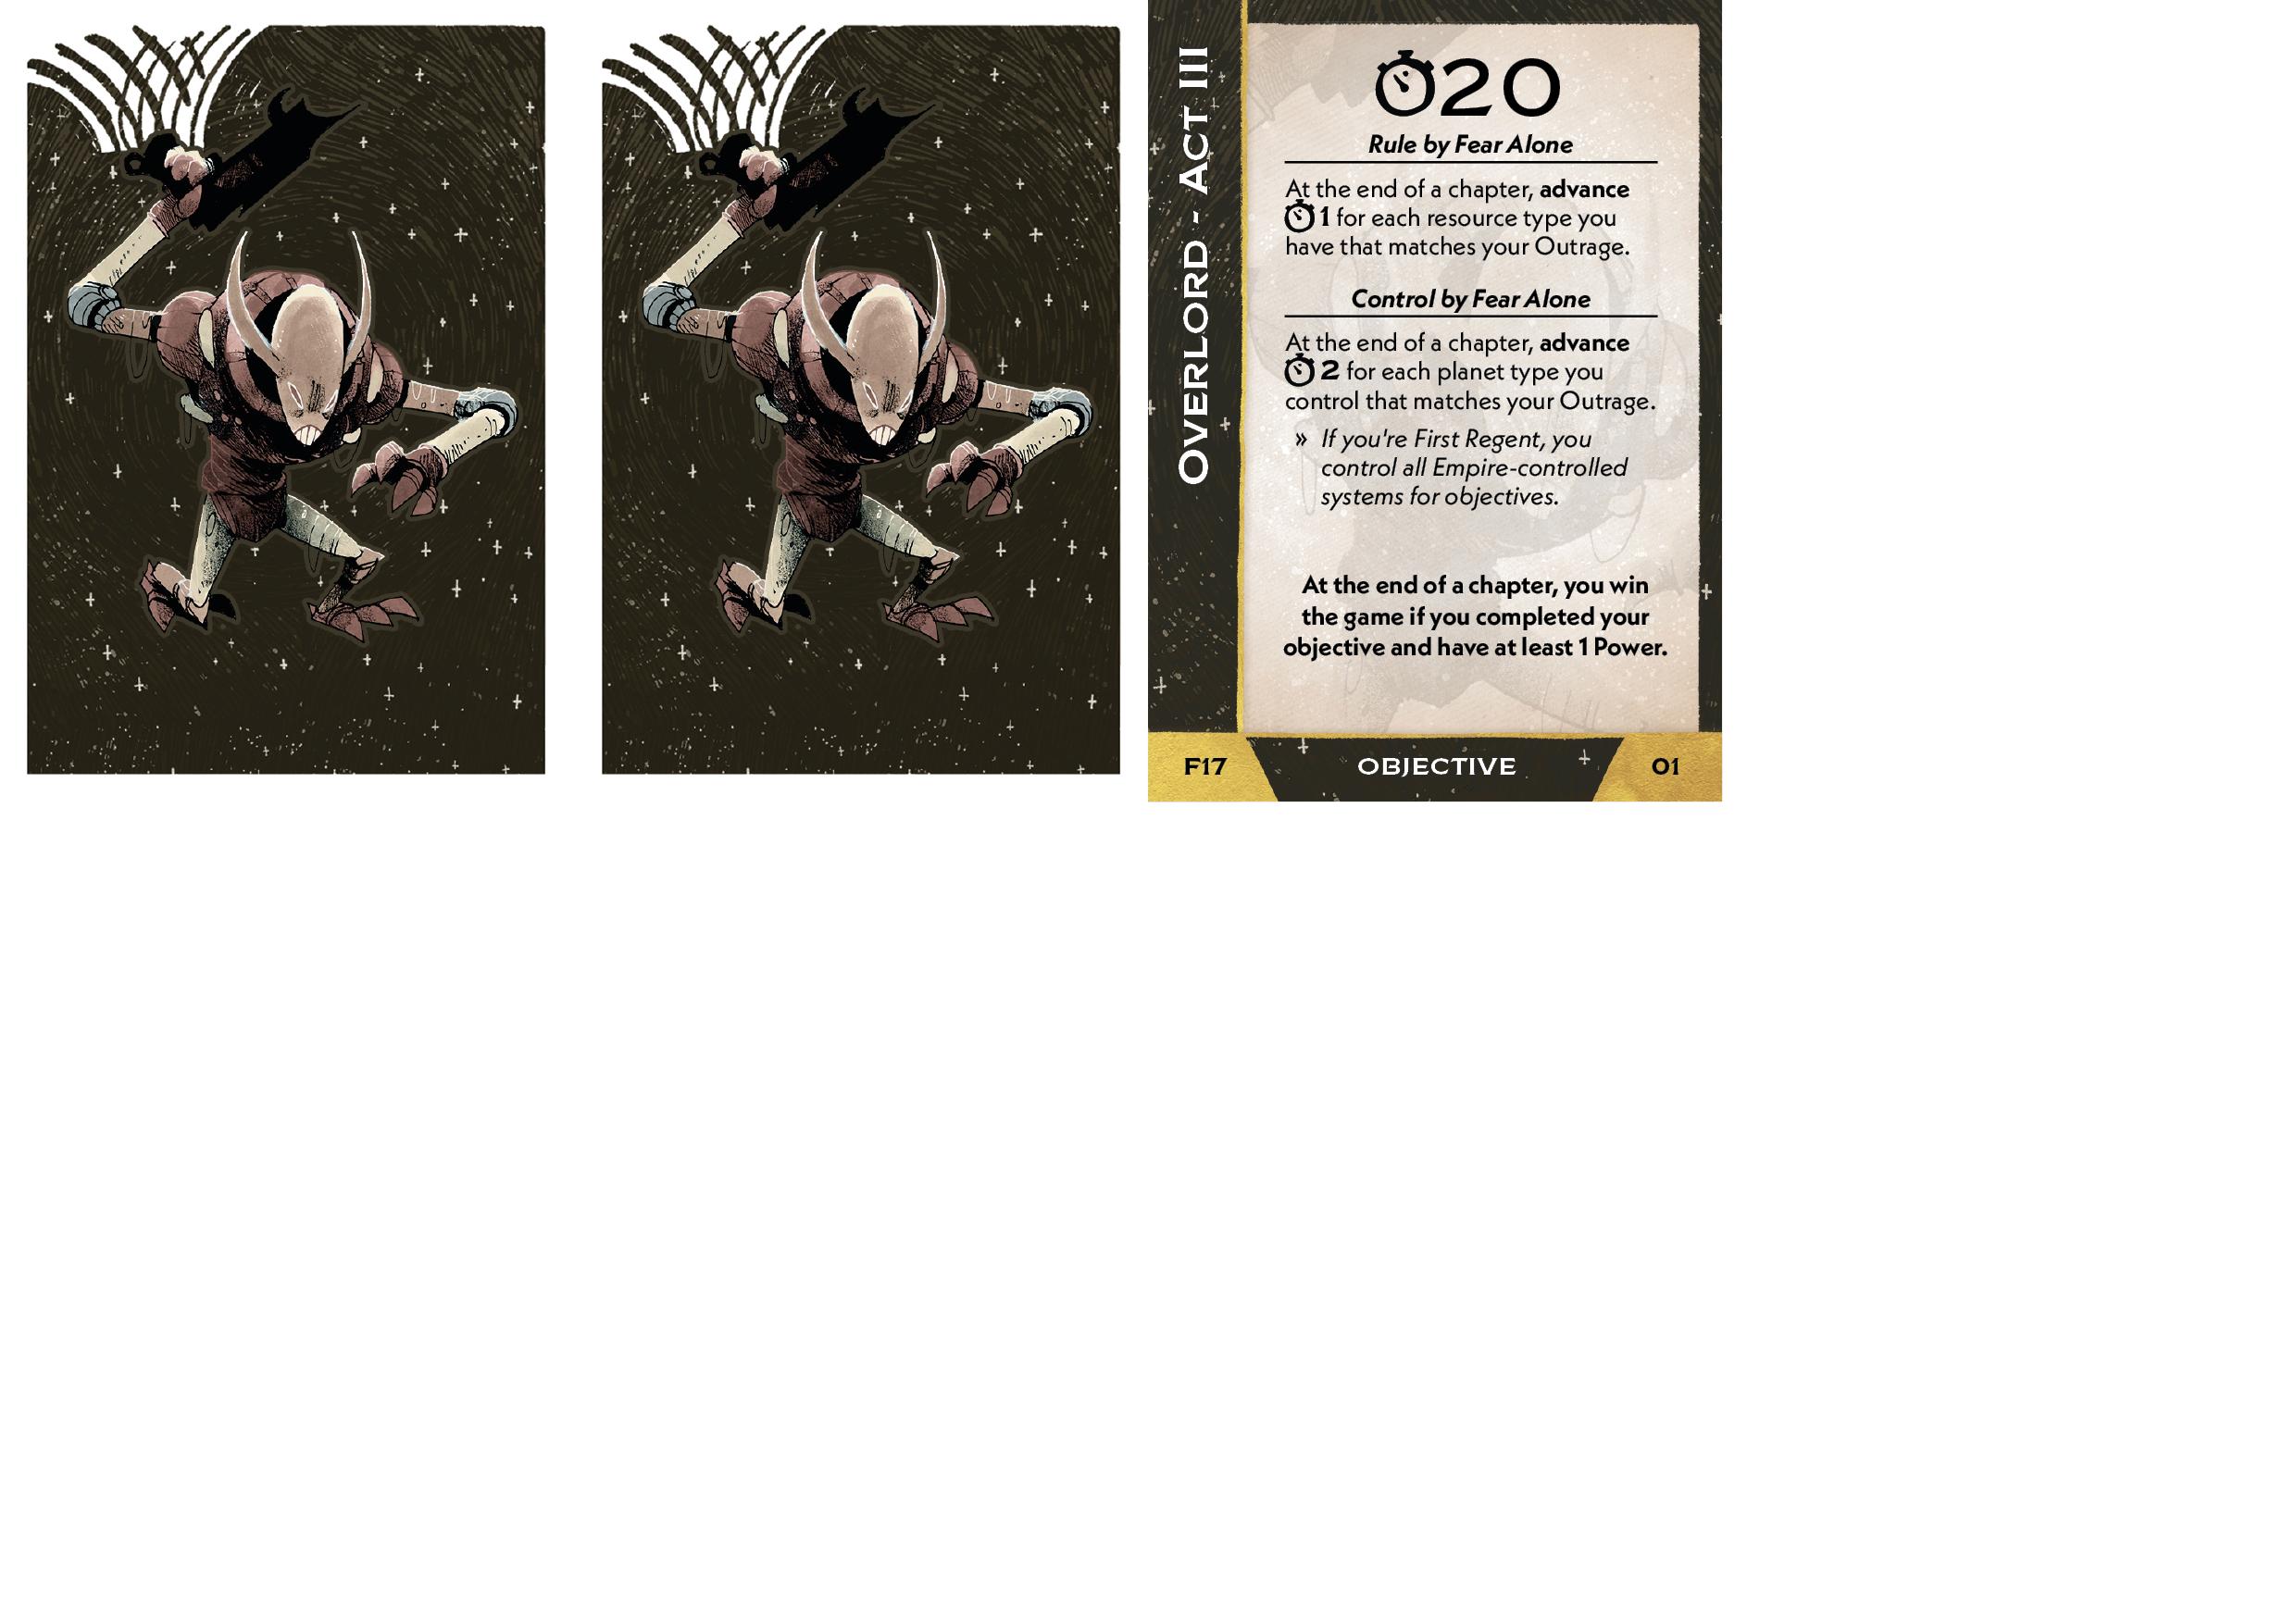 OVERLORD - ACT III
20
Rule by Fear Alone
At the end of a chapter, advance
1 for each resource type you
have that matches your Outrage.
Control by Fear Alone
At the end of a chapter, advance
2 for each planet type you
control that matches your Outrage.
» If you're First Regent, you
control all Empire-controlled
systems for objectives.
At the end of a chapter, you win
the game if you completed your
objective and have at least 1 Power.
F17
OBJECTIVE
01